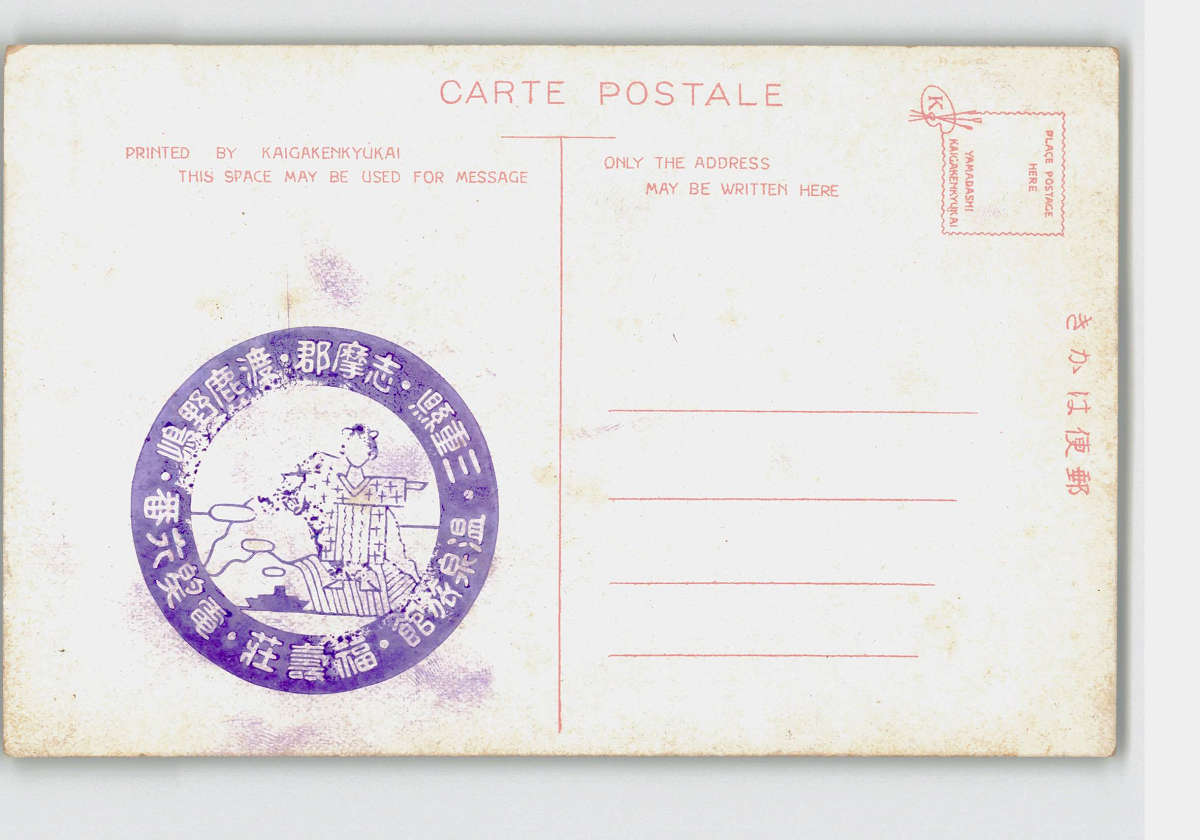 CARTE POSTALE
PRINTED BY KAIGAKENKYUKAI
THIS SPACE MAY BE USED FOR MESSAGE
ONLY THE ADDRESS
MAY BE WRITTEN HERE
K
PLACE POSTAGE
HERE
YAMADASHI
KAIGAKENKYUKAI
きかは便郵
三重縣・志摩郡・渡鹿野島
温泉旅館・福壽荘・電話六番